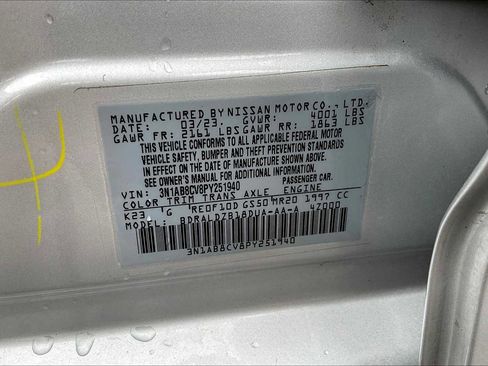 MANUFACTURED BY NISSAN MOTOR CO., LTD.
DATE: 03/23 GVWR: 4001 LBS
GAWR FR: 2161 LBS GAWR RR: 1863 LBS
THIS VEHICLE CONFORMS TO ALL APPLICABLE FEDERAL MOTOR
VEHICLE SAFETY, BUMPER AND THEFT PREVENTION STANDARDS
IN EFFECT ON THE DATE OF MANUFACTURE SHOWN ABOVE.
SEE OWNER'S MANUAL FOR FURTHER INFORMATION
VIN: 3N1AB8CV8PY251940 PASSENGER CAR.
COLOR TRIM TRANS AXLE ENGINE
K23 G RE0F10D GS50 MR20 1997 CC
MODEL: BDRALDZB18DUA-AA-A 47000
3N1AB8CV8PY251940